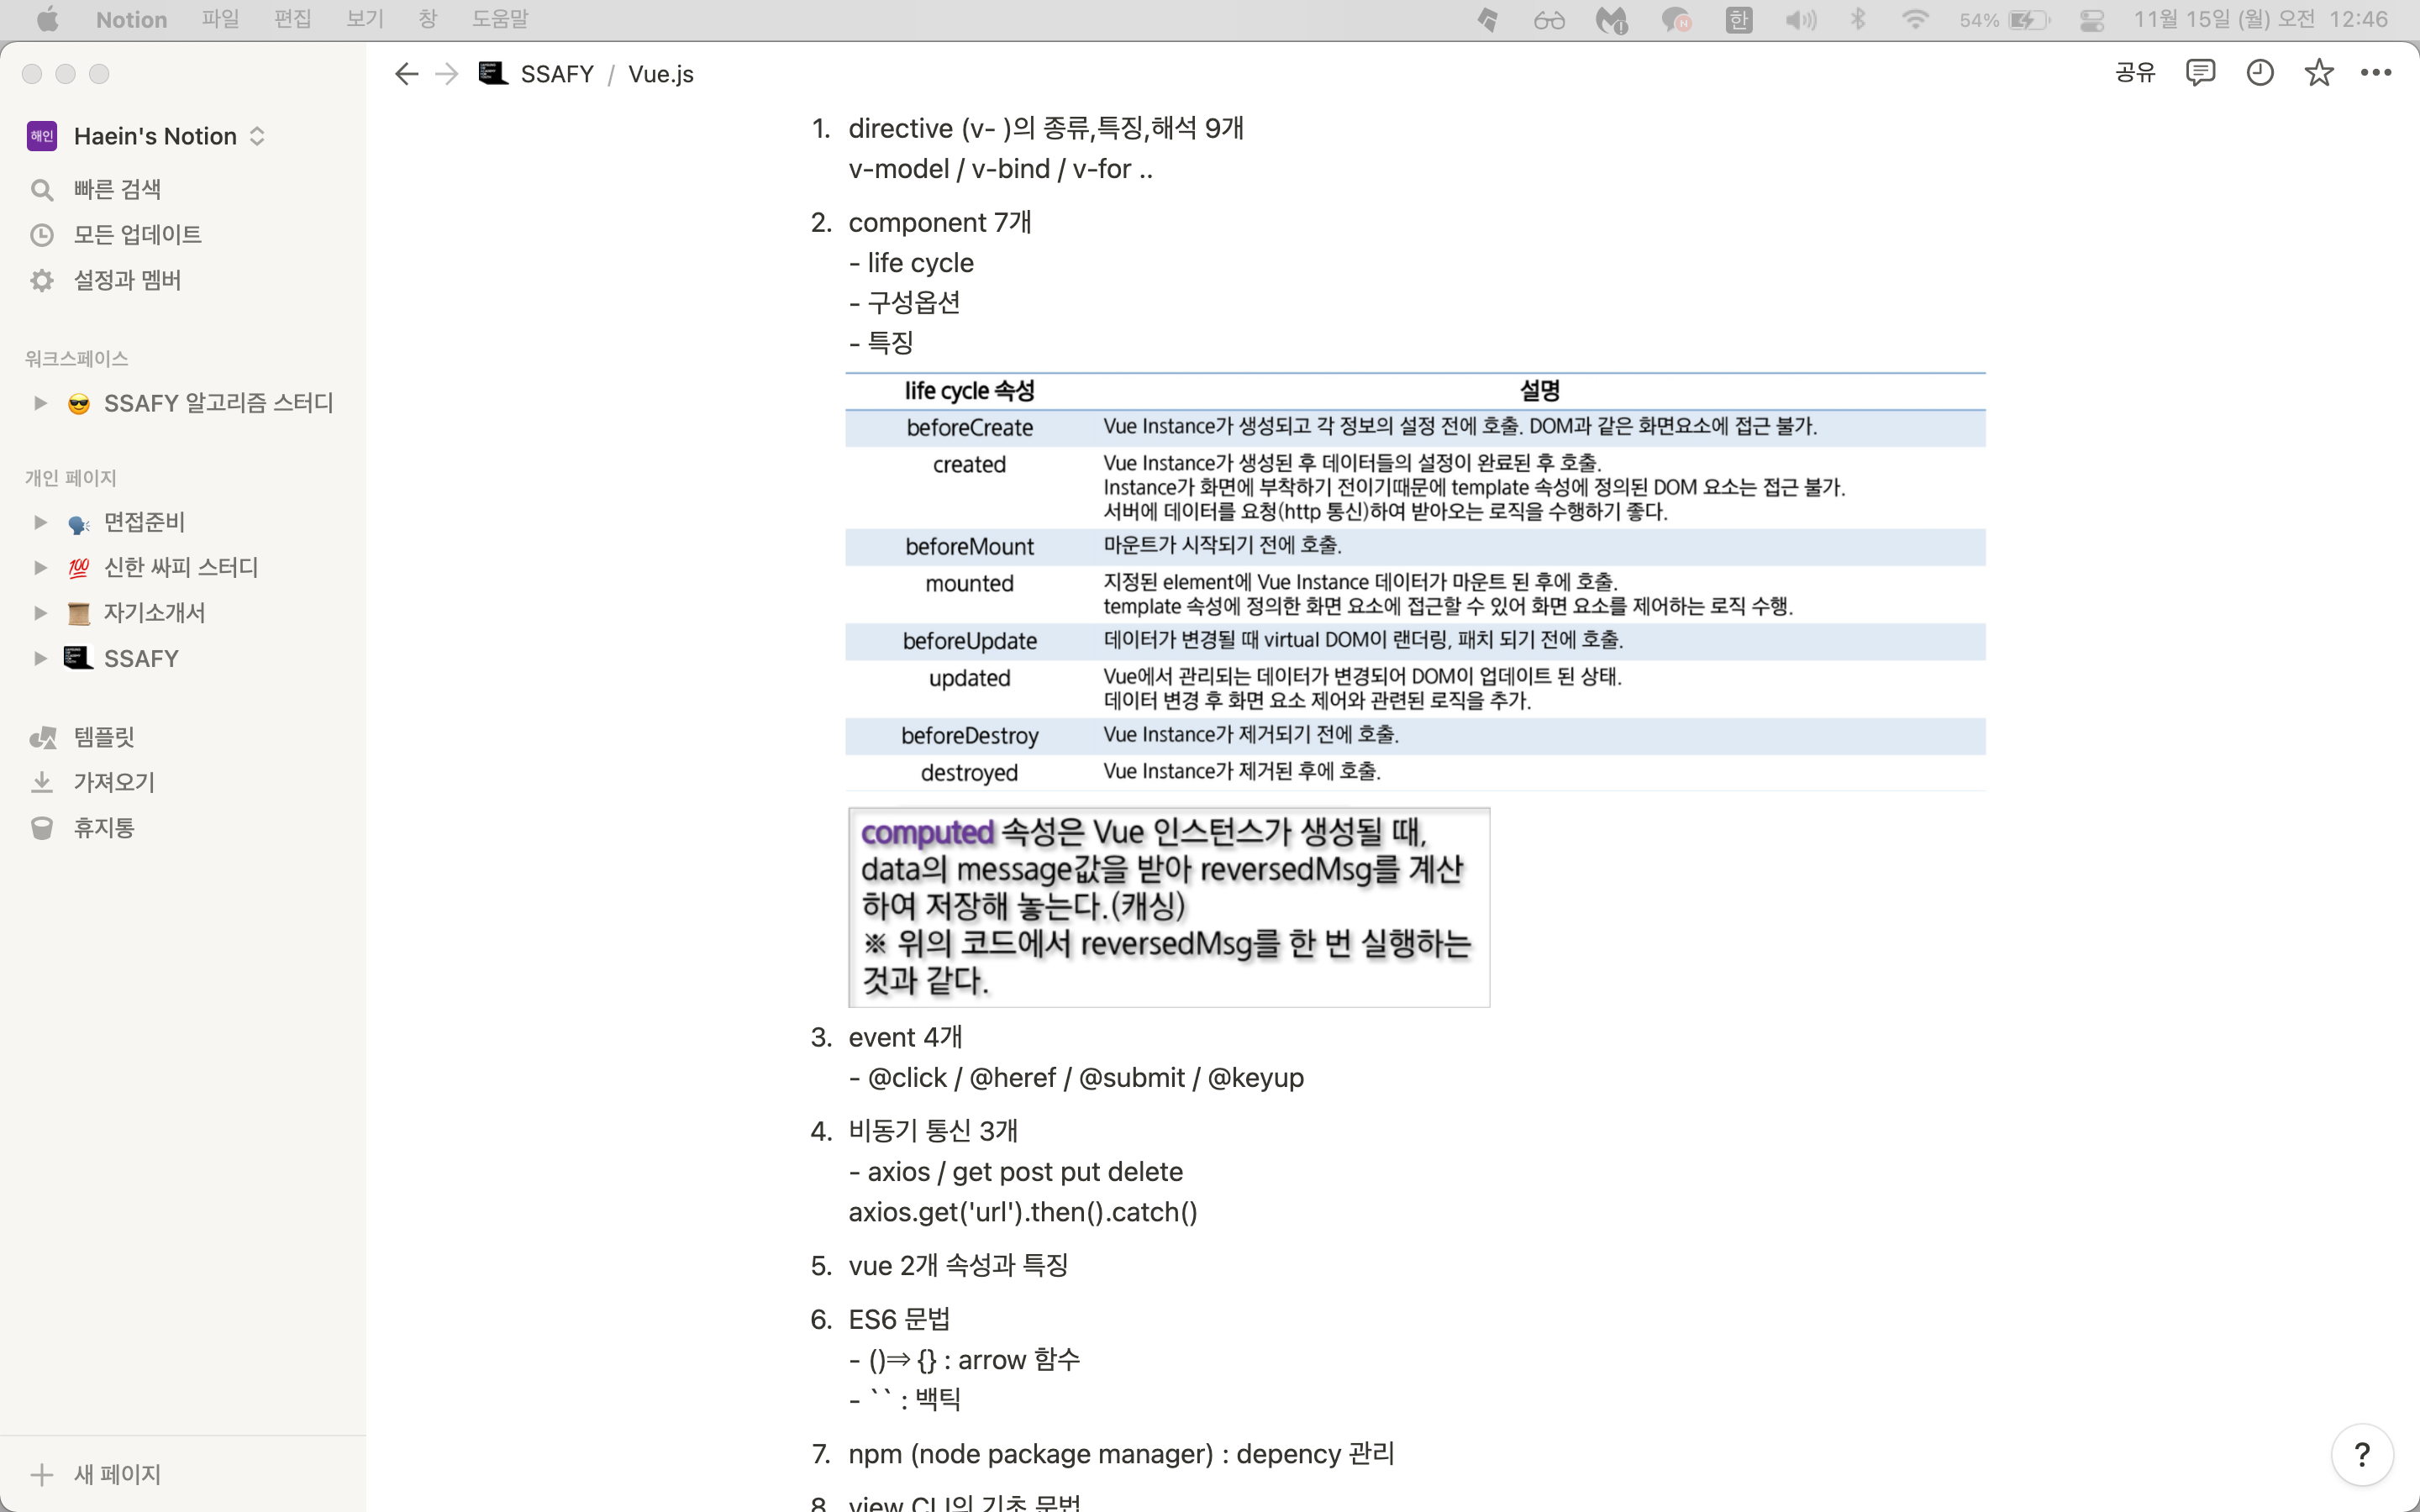 Notion 파일 편집 보기 창 도움말 한 54% 11월 15일 (월) 오전 12:46
SSAFY / Vue.js 공유
해인 Haein's Notion
빠른 검색
모든 업데이트
설정과 멤버
워크스페이스
SSAFY 알고리즘 스터디
개인 페이지
면접준비
신한 싸피 스터디
자기소개서
SSAFY
템플릿
가져오기
휴지통
새 페이지
1. directive (v- )의 종류,특징,해석 9개
v-model / v-bind / v-for ..
2. component 7개
- life cycle
- 구성옵션
- 특징
life cycle 속성 설명
beforeCreate Vue Instance가 생성되고 각 정보의 설정 전에 호출. DOM과 같은 화면요소에 접근 불가.
created Vue Instance가 생성된 후 데이터들의 설정이 완료된 후 호출.
Instance가 화면에 부착하기 전이기때문에 template 속성에 정의된 DOM 요소는 접근 불가.
서버에 데이터를 요청(http 통신)하여 받아오는 로직을 수행하기 좋다.
beforeMount 마운트가 시작되기 전에 호출.
mounted 지정된 element에 Vue Instance 데이터가 마운트 된 후에 호출.
template 속성에 정의한 화면 요소에 접근할 수 있어 화면 요소를 제어하는 로직 수행.
beforeUpdate 데이터가 변경될 때 virtual DOM이 랜더링, 패치 되기 전에 호출.
updated Vue에서 관리되는 데이터가 변경되어 DOM이 업데이트 된 상태.
데이터 변경 후 화면 요소 제어와 관련된 로직을 추가.
beforeDestroy Vue Instance가 제거되기 전에 호출.
destroyed Vue Instance가 제거된 후에 호출.
computed 속성은 Vue 인스턴스가 생성될 때,
data의 message값을 받아 reversedMsg를 계산
하여 저장해 놓는다.(캐싱)
※ 위의 코드에서 reversedMsg를 한 번 실행하는
것과 같다.
3. event 4개
- @click / @heref / @submit / @keyup
4. 비동기 통신 3개
- axios / get post put delete
axios.get('url').then().catch()
5. vue 2개 속성과 특징
6. ES6 문법
- ()⇒ {} : arrow 함수
- `` : 백틱
7. npm (node package manager) : depency 관리
8. view CLI의 기초 문법
?